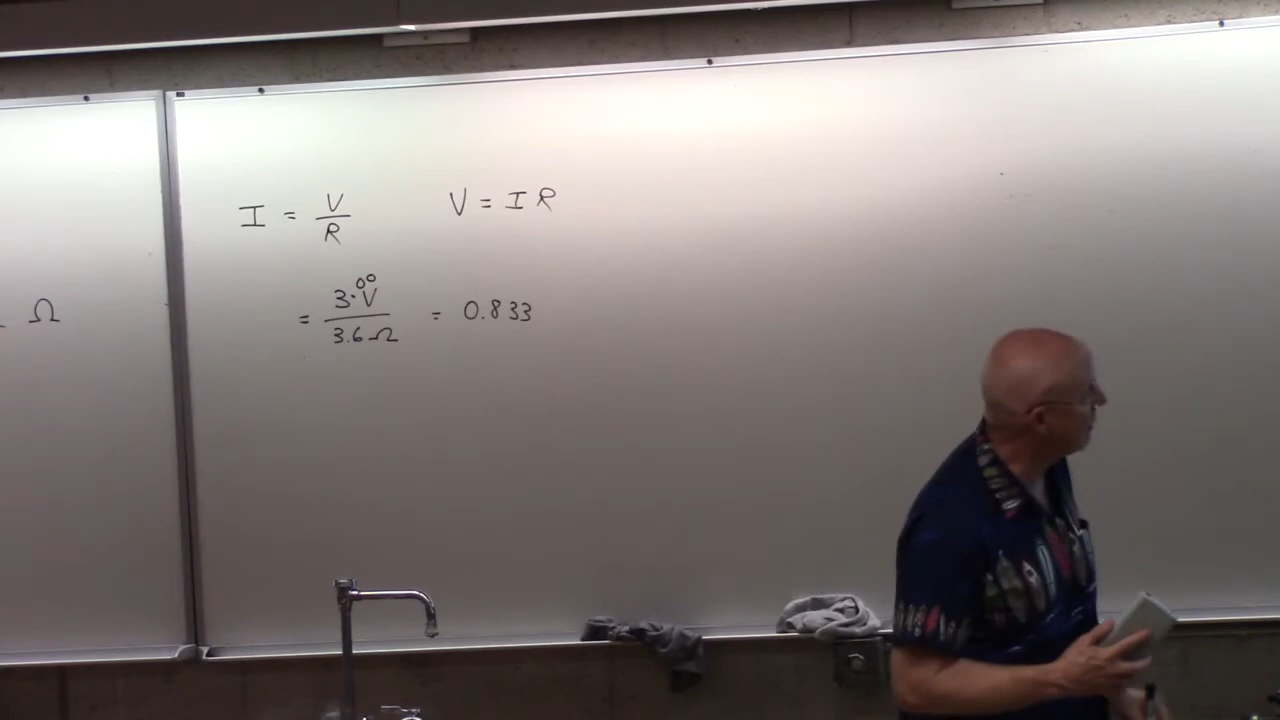 I = V/R V = I R
Ω
= 3.00 V/3.6 Ω = 0.833